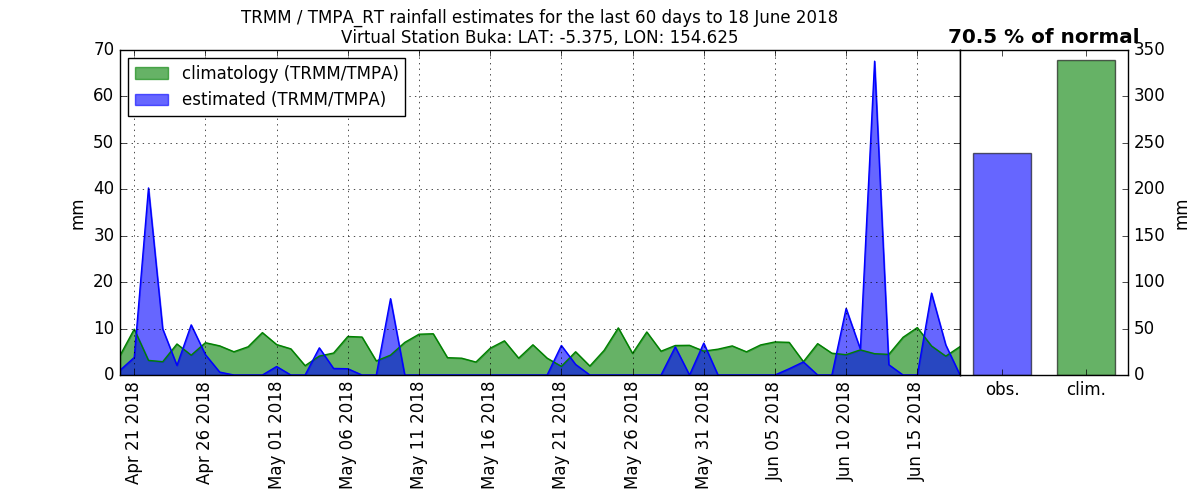 TRMM / TMPA_RT rainfall estimates for the last 60 days to 18 June 2018
Virtual Station Buka: LAT: -5.375, LON: 154.625
70.5 % of normal
climatology (TRMM/TMPA)
estimated (TRMM/TMPA)
mm
70
60
50
40
30
20
10
0
350
300
250
200
150
100
50
0
mm
Apr 21 2018
Apr 26 2018
May 01 2018
May 06 2018
May 11 2018
May 16 2018
May 21 2018
May 26 2018
May 31 2018
Jun 05 2018
Jun 10 2018
Jun 15 2018
obs.
clim.